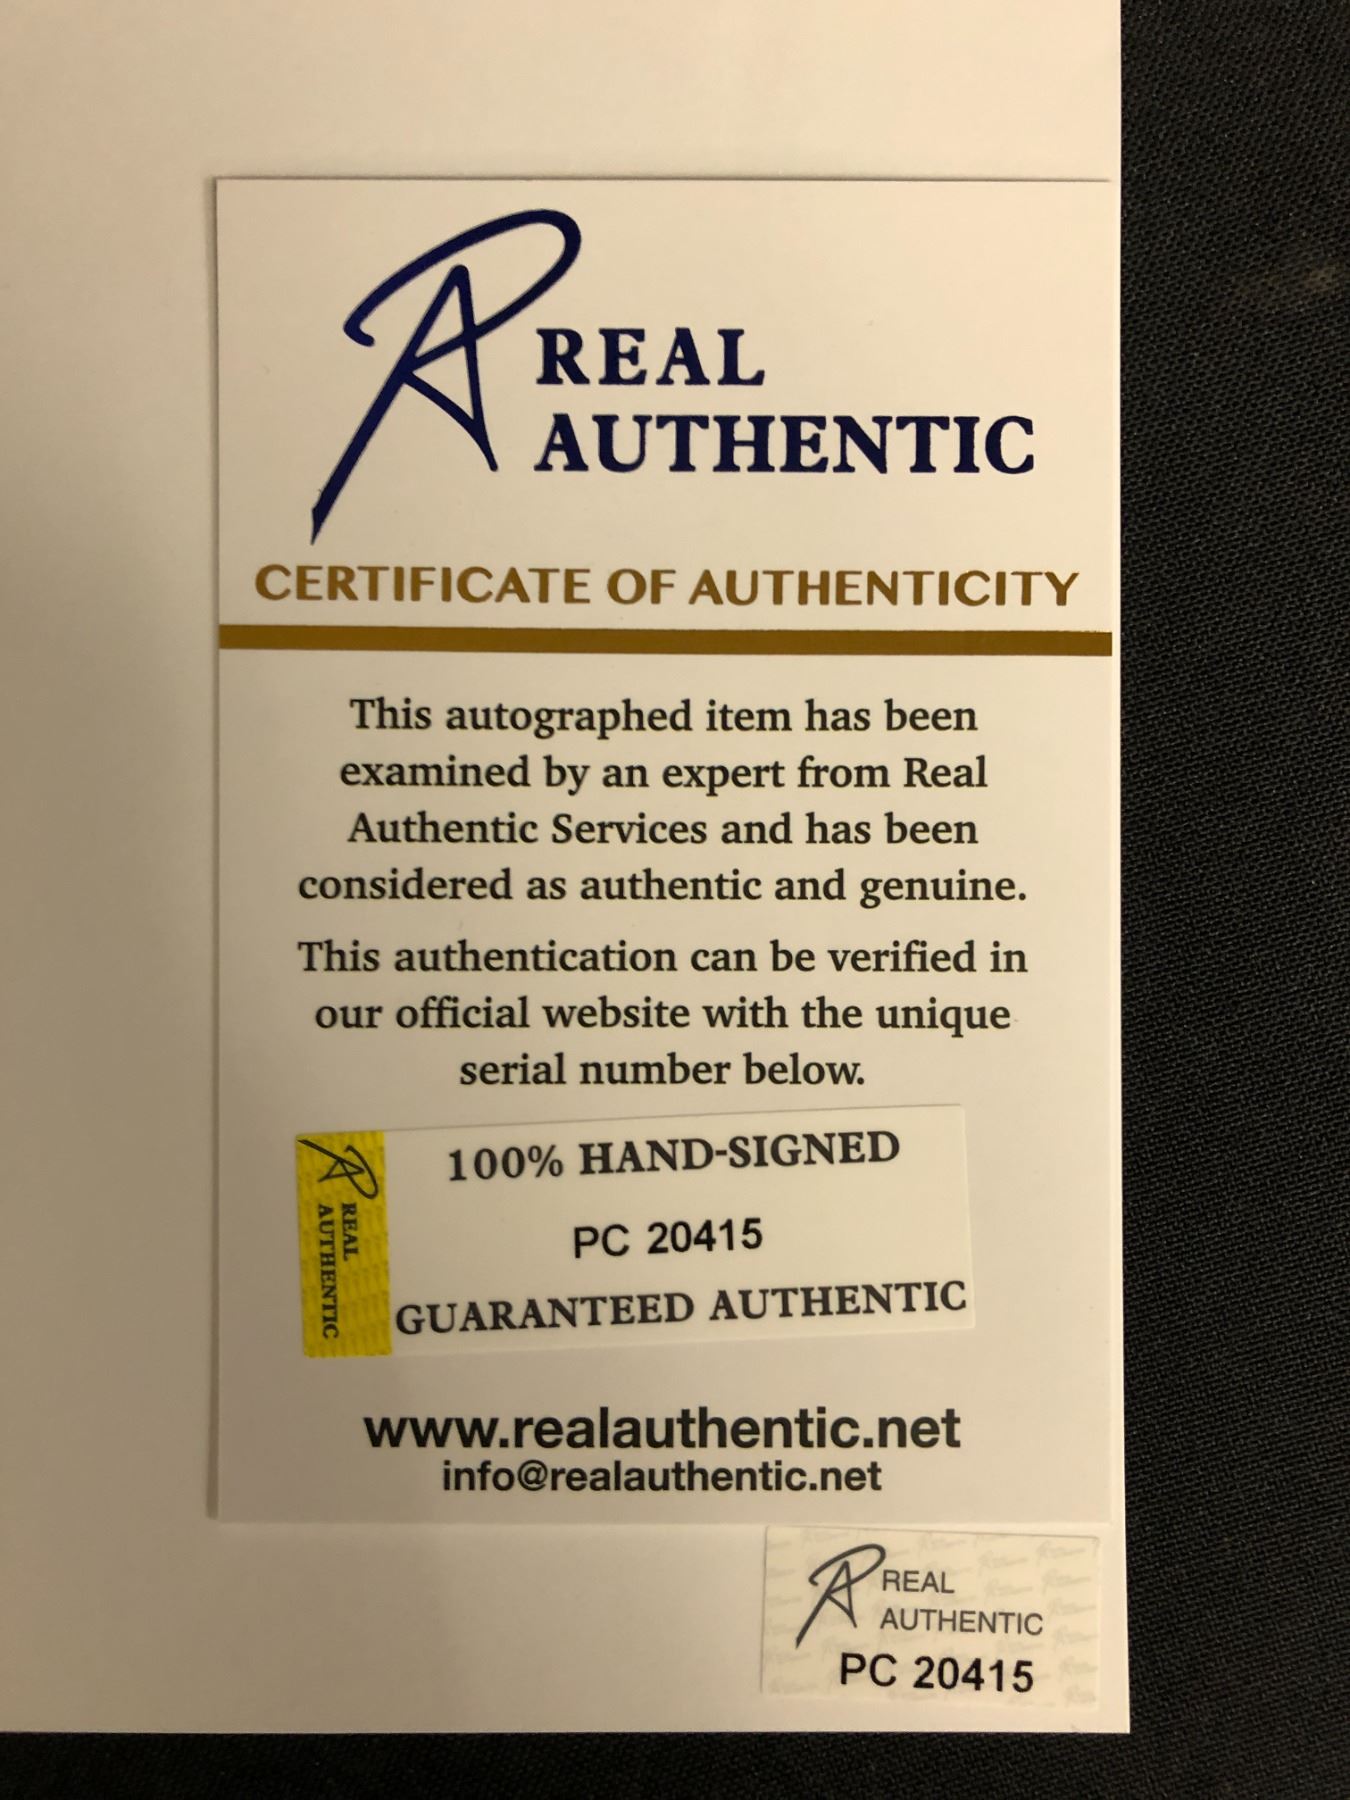 REAL
AUTHENTIC
CERTIFICATE OF AUTHENTICITY
This autographed item has been
examined by an expert from Real
Authentic Services and has been
considered as authentic and genuine.
This authentication can be verified in
our official website with the unique
serial number below.
REAL
AUTHENTIC
100% HAND-SIGNED
PC 20415
GUARANTEED AUTHENTIC
www.realauthentic.net
info@realauthentic.net
REAL
AUTHENTIC
PC 20415